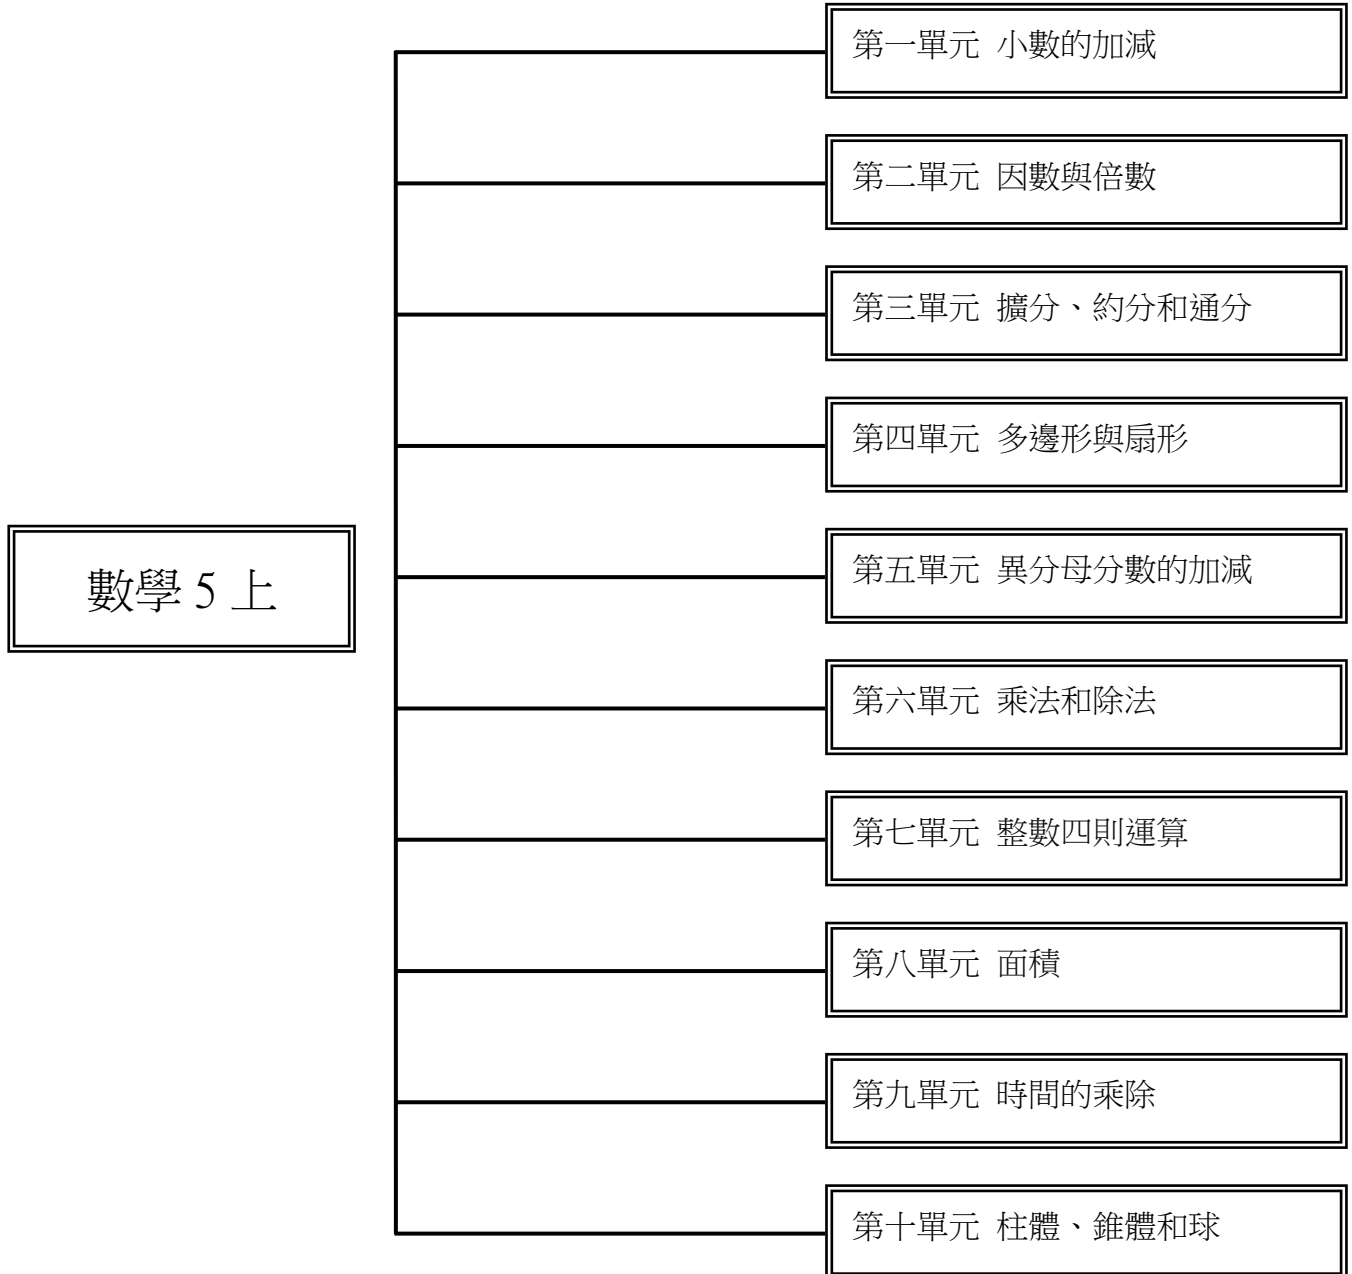 數學 5 上
第一單元 小數的加減
第二單元 因數與倍數
第三單元 擴分、約分和通分
第四單元 多邊形與扇形
第五單元 異分母分數的加減
第六單元 乘法和除法
第七單元 整數四則運算
第八單元 面積
第九單元 時間的乘除
第十單元 柱體、錐體和球